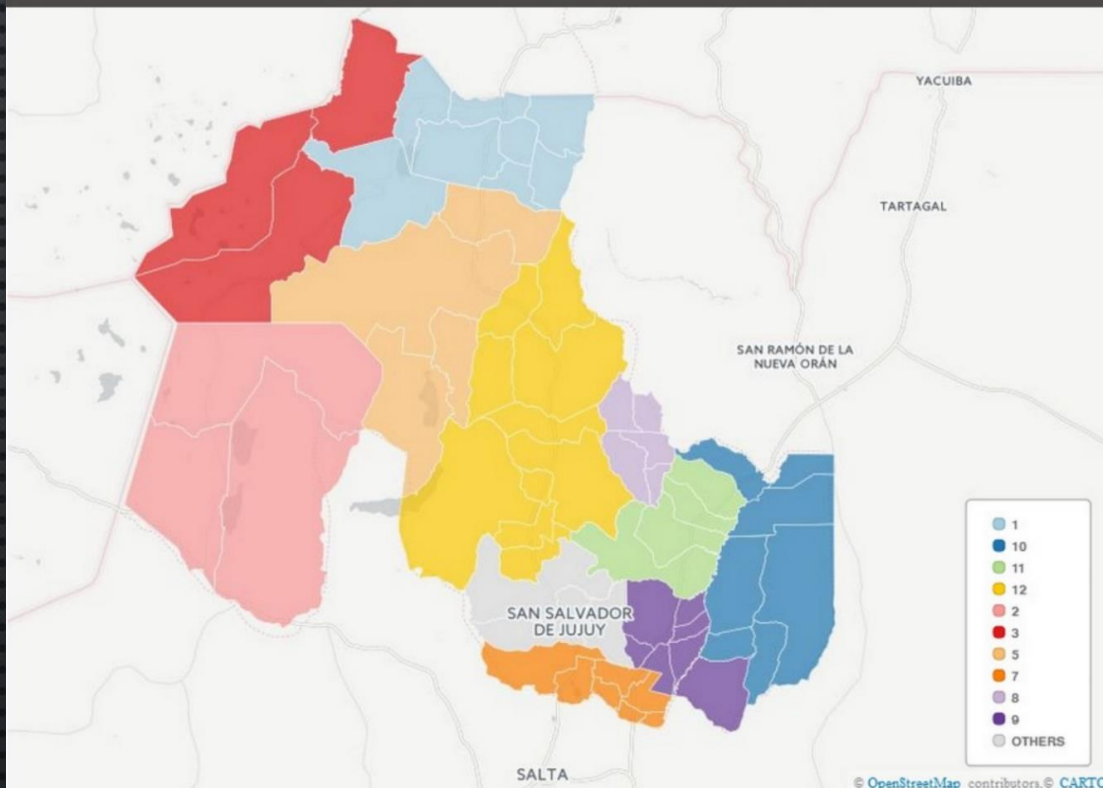 YACUIBA
TARTAGAL
SAN RAMÓN DE LA
NUEVA ORÁN
SAN SALVADOR
DE JUJUY
SALTA
1
10
11
12
2
3
5
7
8
9
OTHERS
© OpenStreetMap contributors,© CARTO